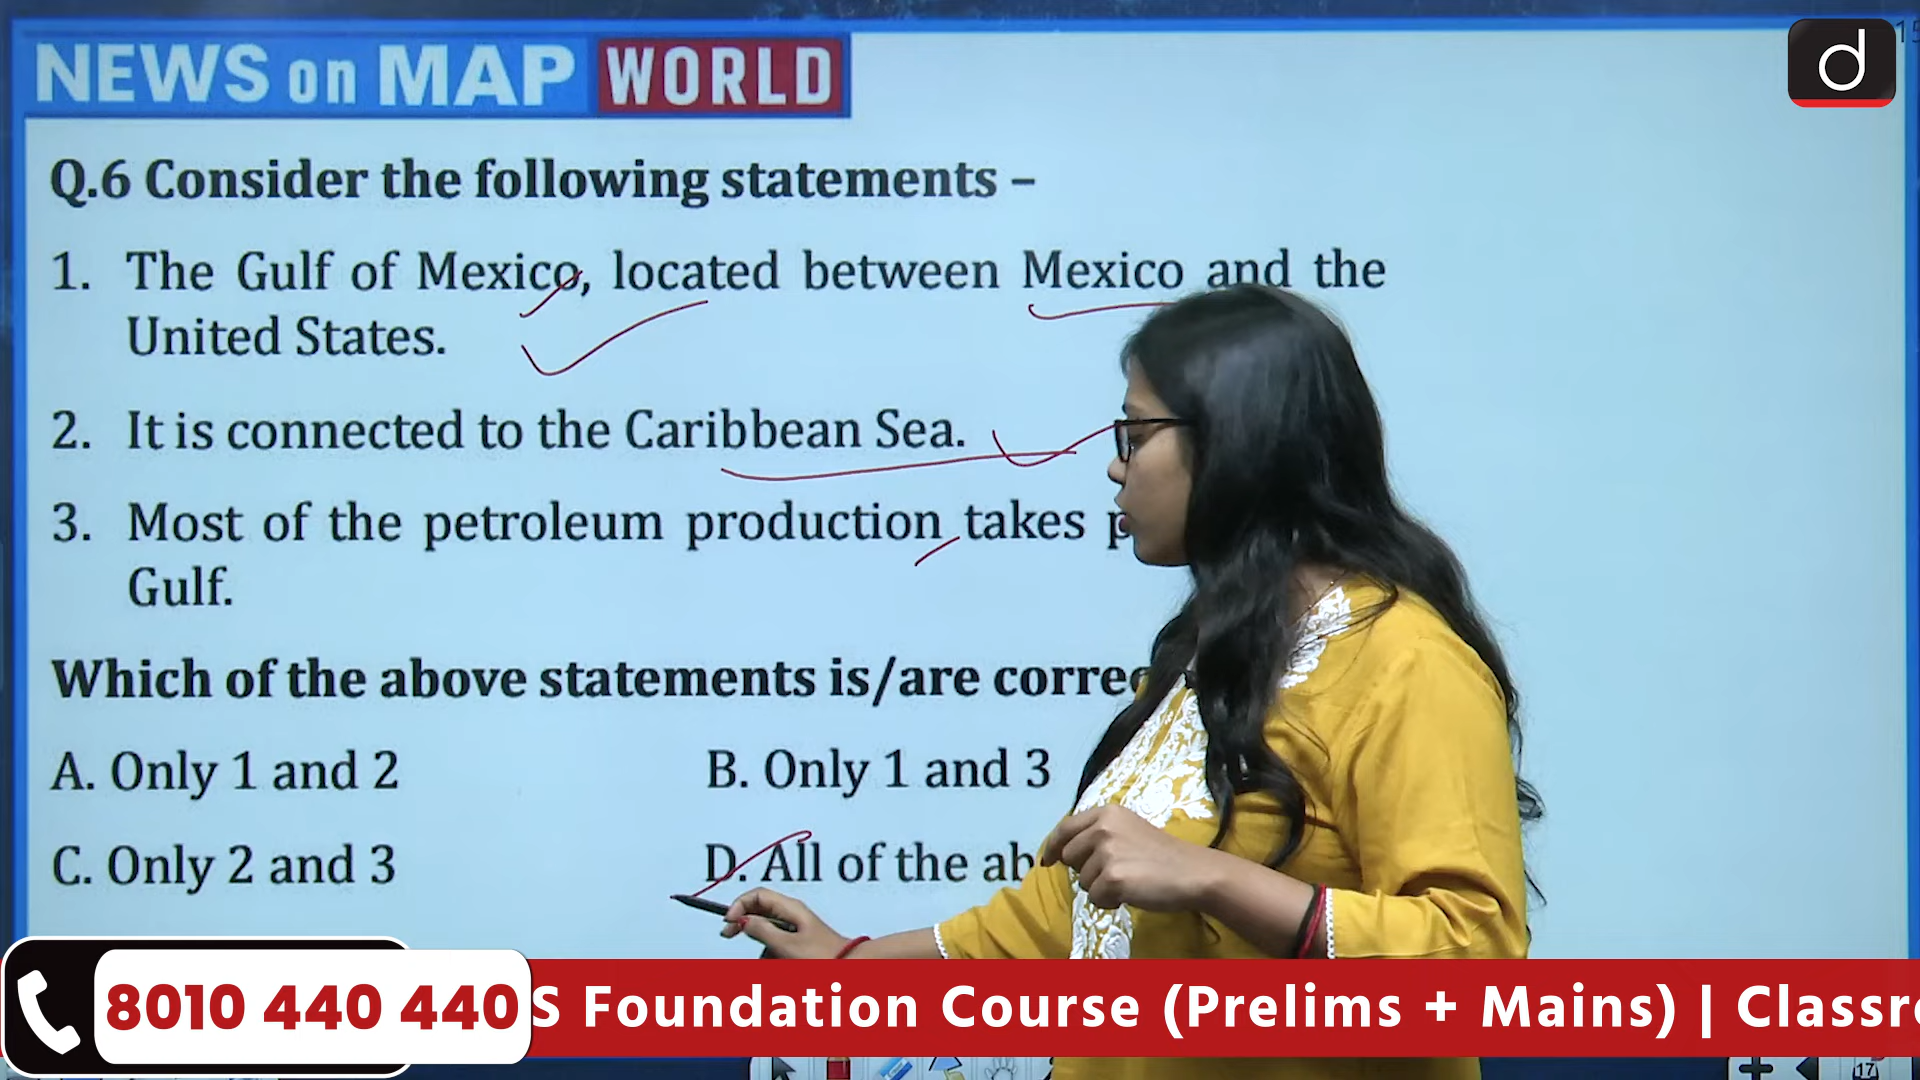 NEWS on MAP WORLD
d
Q.6 Consider the following statements –
1. The Gulf of Mexico, located between Mexico and the
United States.
2. It is connected to the Caribbean Sea.
3. Most of the petroleum production takes
Gulf.
Which of the above statements is/are
A. Only 1 and 2 B. Only 1 and 3
C. Only 2 and 3 D. All of the
8010 440 440 S Foundation Course (Prelims + Mains) |
17